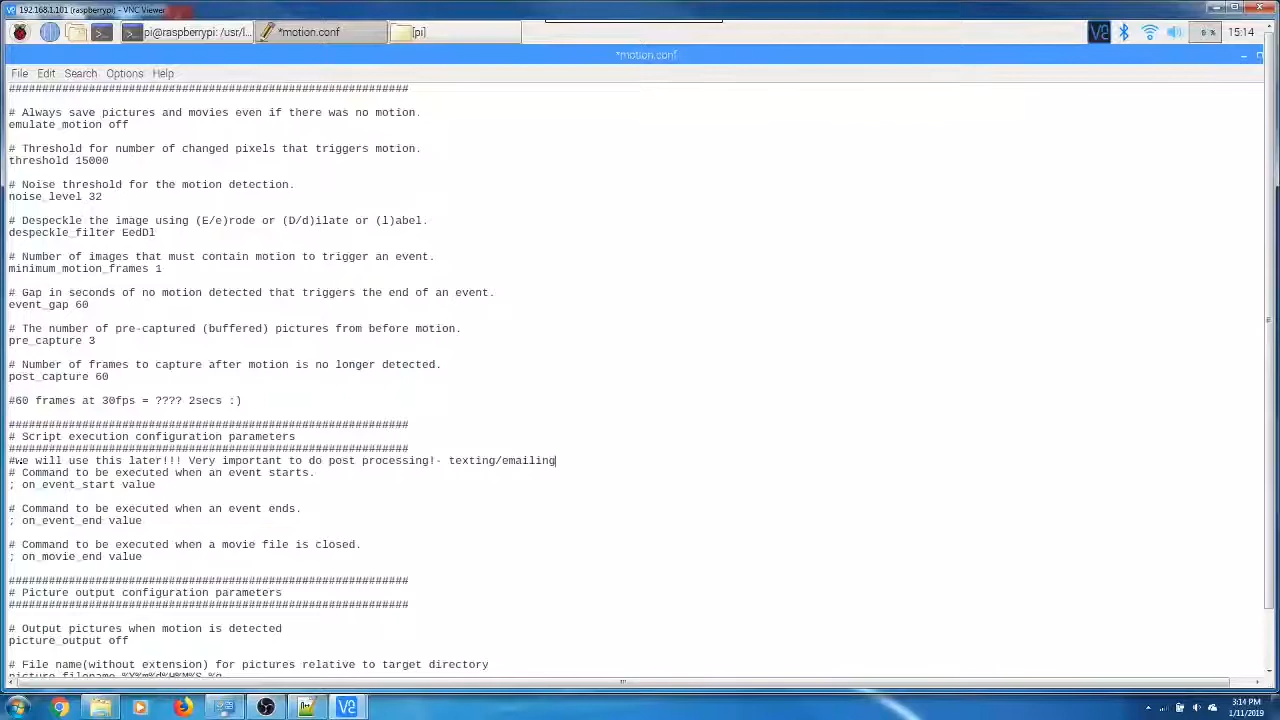 192.168.1.101 (raspberrypi) - VNC Viewer
pi@raspberrypi: /usr/l...
*motion.conf
[pi]
15:14
*motion.conf
File Edit Search Options Help
############################################################
# Always save pictures and movies even if there was no motion.
emulate_motion off
# Threshold for number of changed pixels that triggers motion.
threshold 15000
# Noise threshold for the motion detection.
noise_level 32
# Despeckle the image using (E/e)rode or (D/d)ilate or (l)abel.
despeckle_filter EedDl
# Number of images that must contain motion to trigger an event.
minimum_motion_frames 1
# Gap in seconds of no motion detected that triggers the end of an event.
event_gap 60
# The number of pre-captured (buffered) pictures from before motion.
pre_capture 3
# Number of frames to capture after motion is no longer detected.
post_capture 60
#60 frames at 30fps = ???? 2secs :)
############################################################
# Script execution configuration parameters
############################################################
#we will use this later!!! Very important to do post processing!- texting/emailing
# Command to be executed when an event starts.
; on_event_start value
# Command to be executed when an event ends.
; on_event_end value
# Command to be executed when a movie file is closed.
; on_movie_end value
############################################################
# Picture output configuration parameters
############################################################
# Output pictures when motion is detected
picture_output off
# File name(without extension) for pictures relative to target directory
picture_filename %Y%m%d%H%M%S-%q
3:14 PM
1/11/2019